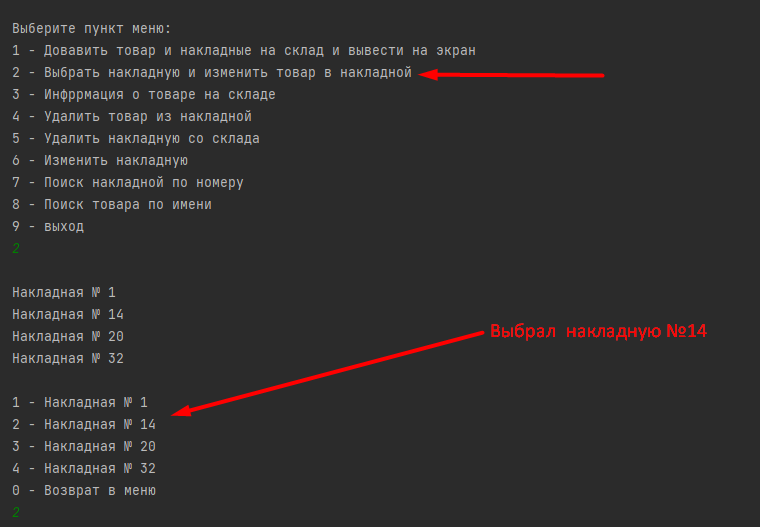 Выберите пункт меню:
1 - Довавить товар и накладные на склад и вывести на экран
2 - Выбрать накладную и изменить товар в накладной
3 - Инфррмация о товаре на складе
4 - Удалить товар из накладной
5 - Удалить накладную со склада
6 - Изменить накладную
7 - Поиск накладной по номеру
8 - Поиск товара по имени
9 - выход
2
Накладная № 1
Накладная № 14
Накладная № 20
Накладная № 32
Выбрал накладную №14
1 - Накладная № 1
2 - Накладная № 14
3 - Накладная № 20
4 - Накладная № 32
0 - Возврат в меню
2